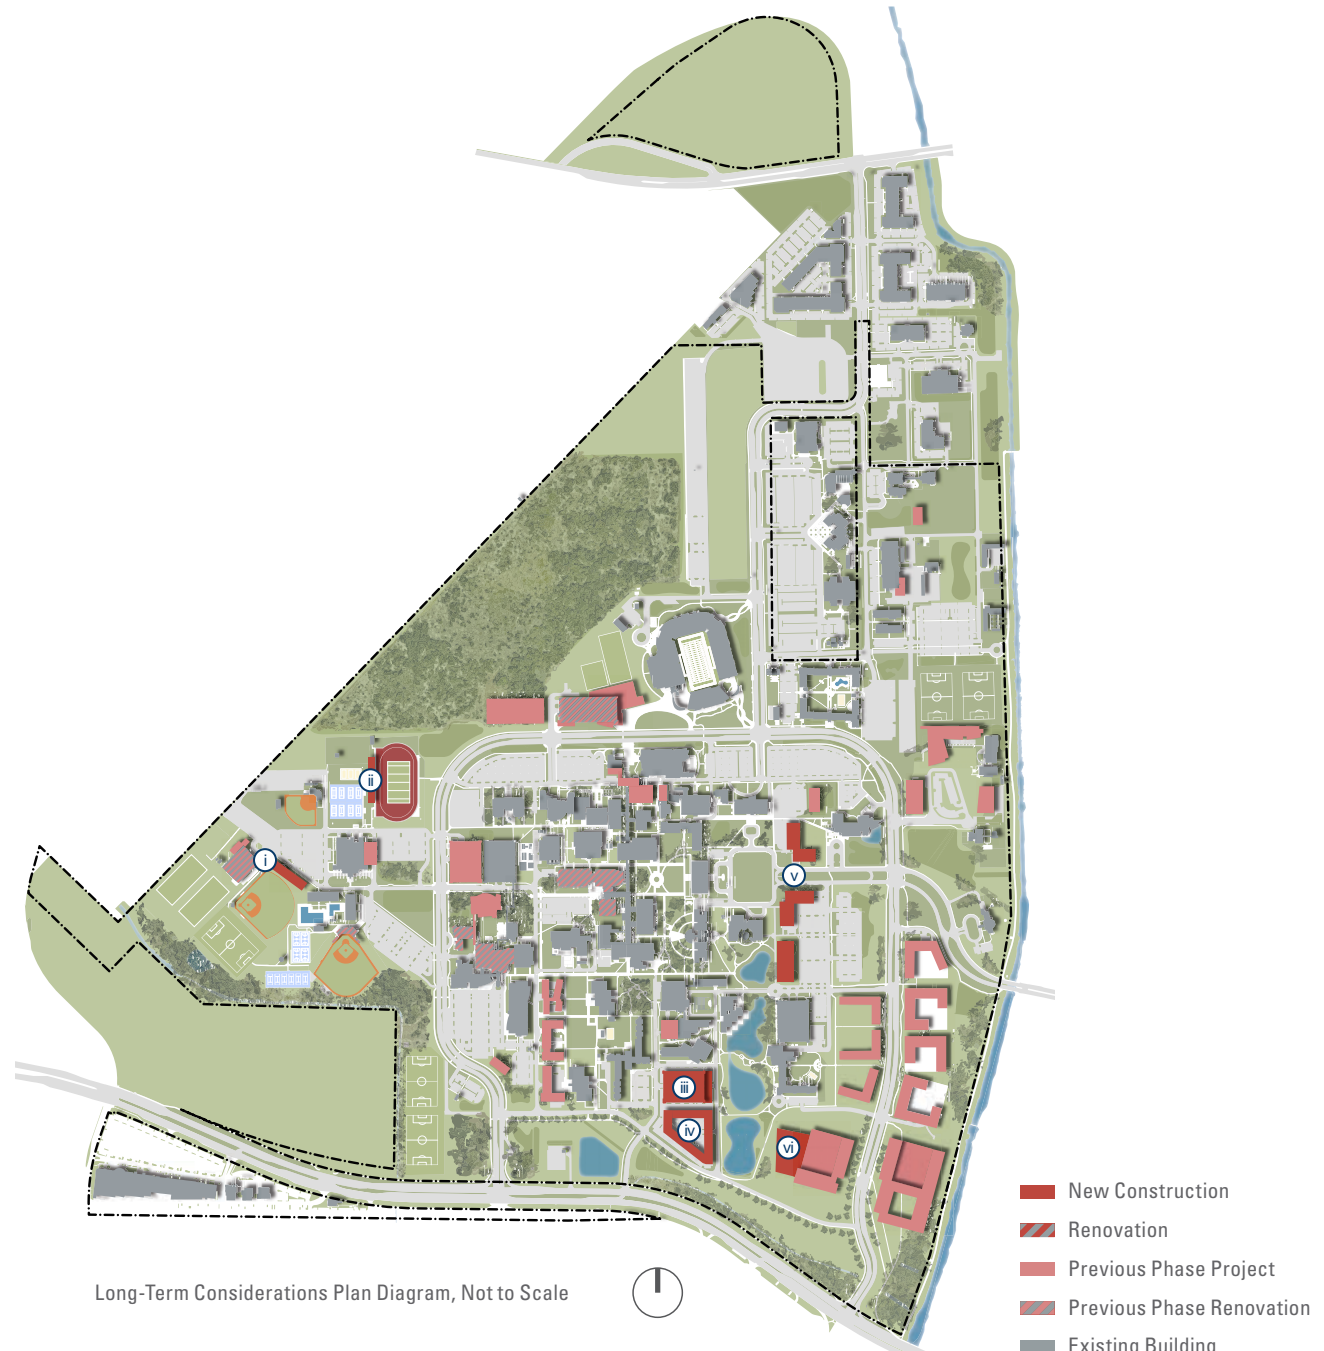 ii
i
v
iii
iv
vi
New Construction
Renovation
Previous Phase Project
Previous Phase Renovation
Existing Building
Long-Term Considerations Plan Diagram, Not to Scale